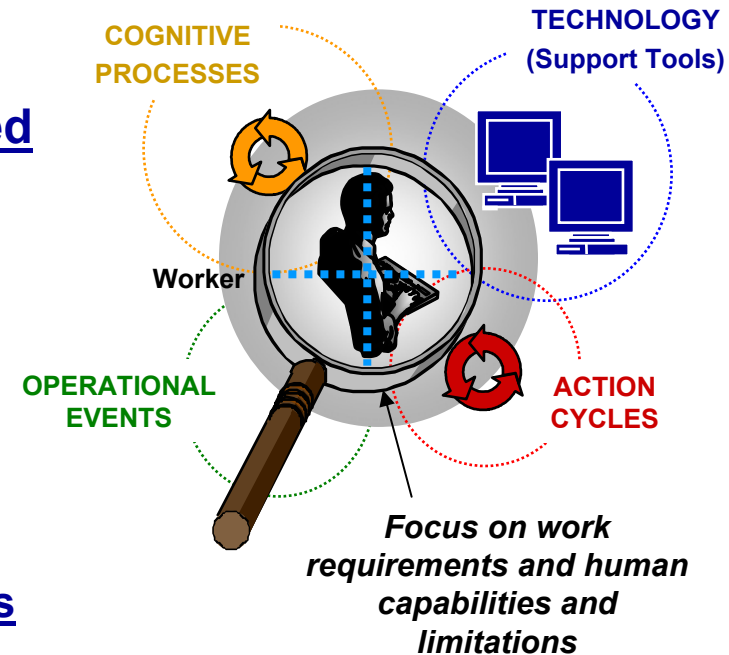 COGNITIVE
PROCESSES
TECHNOLOGY
(Support Tools)
ed
Worker
OPERATIONAL
EVENTS
ACTION
CYCLES
Focus on work
requirements and human
capabilities and
limitations
s